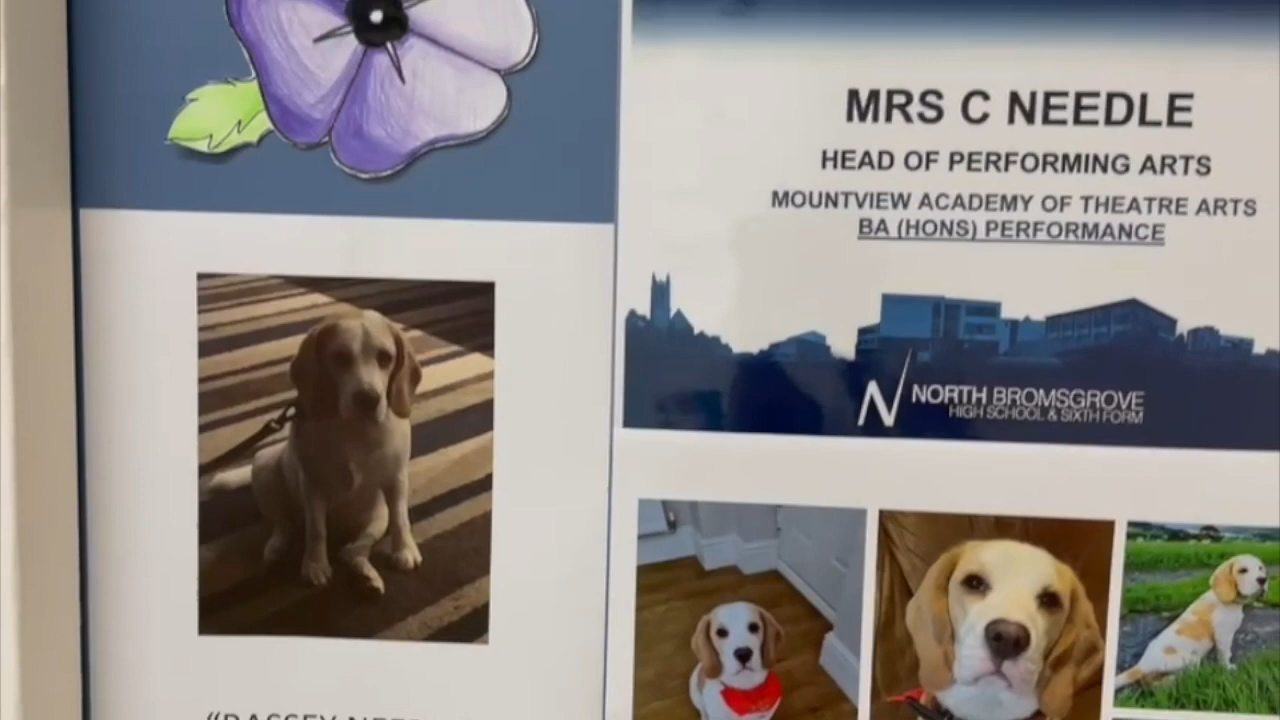 MRS C NEEDLE
HEAD OF PERFORMING ARTS
MOUNTVIEW ACADEMY OF THEATRE ARTS
BA (HONS) PERFORMANCE
NORTH BROMSGROVE
HIGH SCHOOL & SIXTH FORM